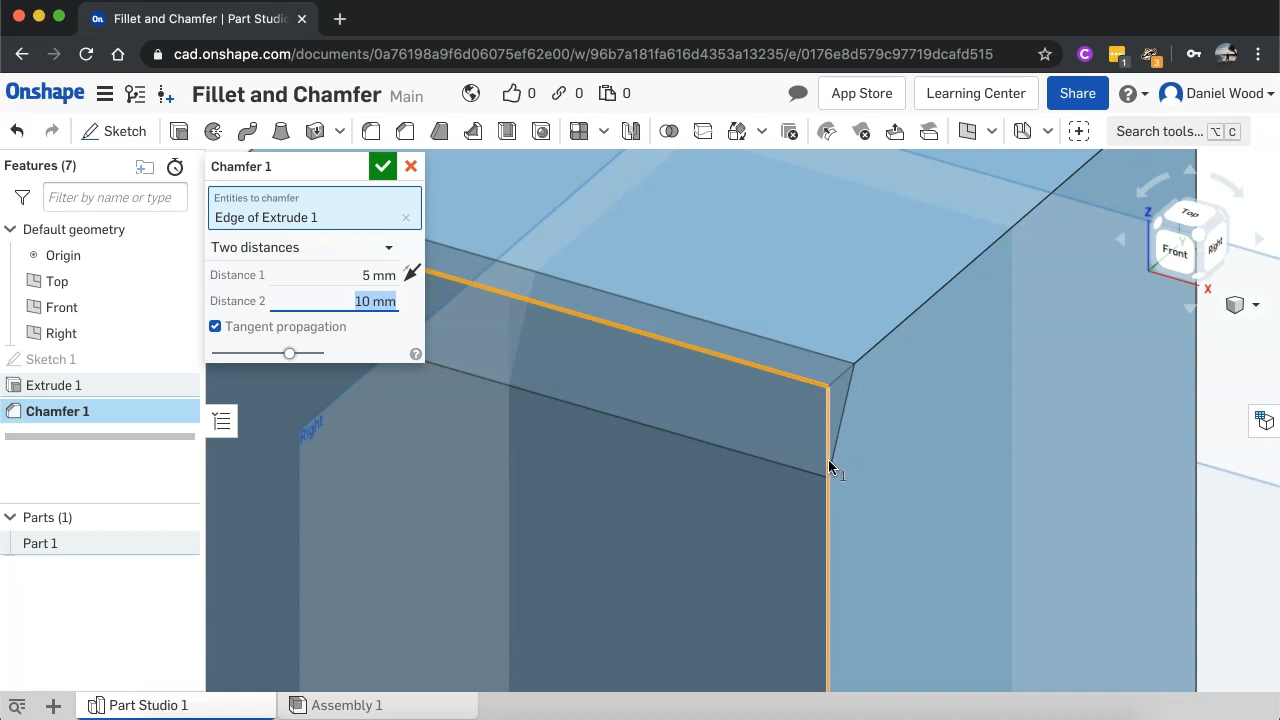 Fillet and Chamfer | Part Studio
cad.onshape.com/documents/0a76198a9f6d06075ef62e00/w/96b7a181fa616d4353a13235/e/0176e8d579c97719dcafd515
1
3
Onshape
Fillet and Chamfer Main
0
0
0
App Store
Learning Center
Share
Daniel Wood
Sketch
Search tools... ⌥ C
Features (7)
Filter by name or type
Default geometry
Origin
Top
Front
Right
Sketch 1
Extrude 1
Chamfer 1
Parts (1)
Part 1
Chamfer 1
Entities to chamfer
Edge of Extrude 1
Two distances
Distance 1 5 mm
Distance 2 10 mm
Tangent propagation
Right
1
Z
Top
Y
Front
Right
X
Part Studio 1
Assembly 1